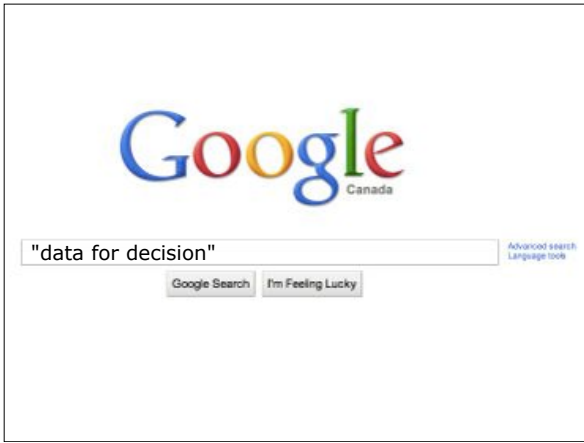 Google
Canada
"data for decision"
Advanced search
Language tools
Google Search
I'm Feeling Lucky